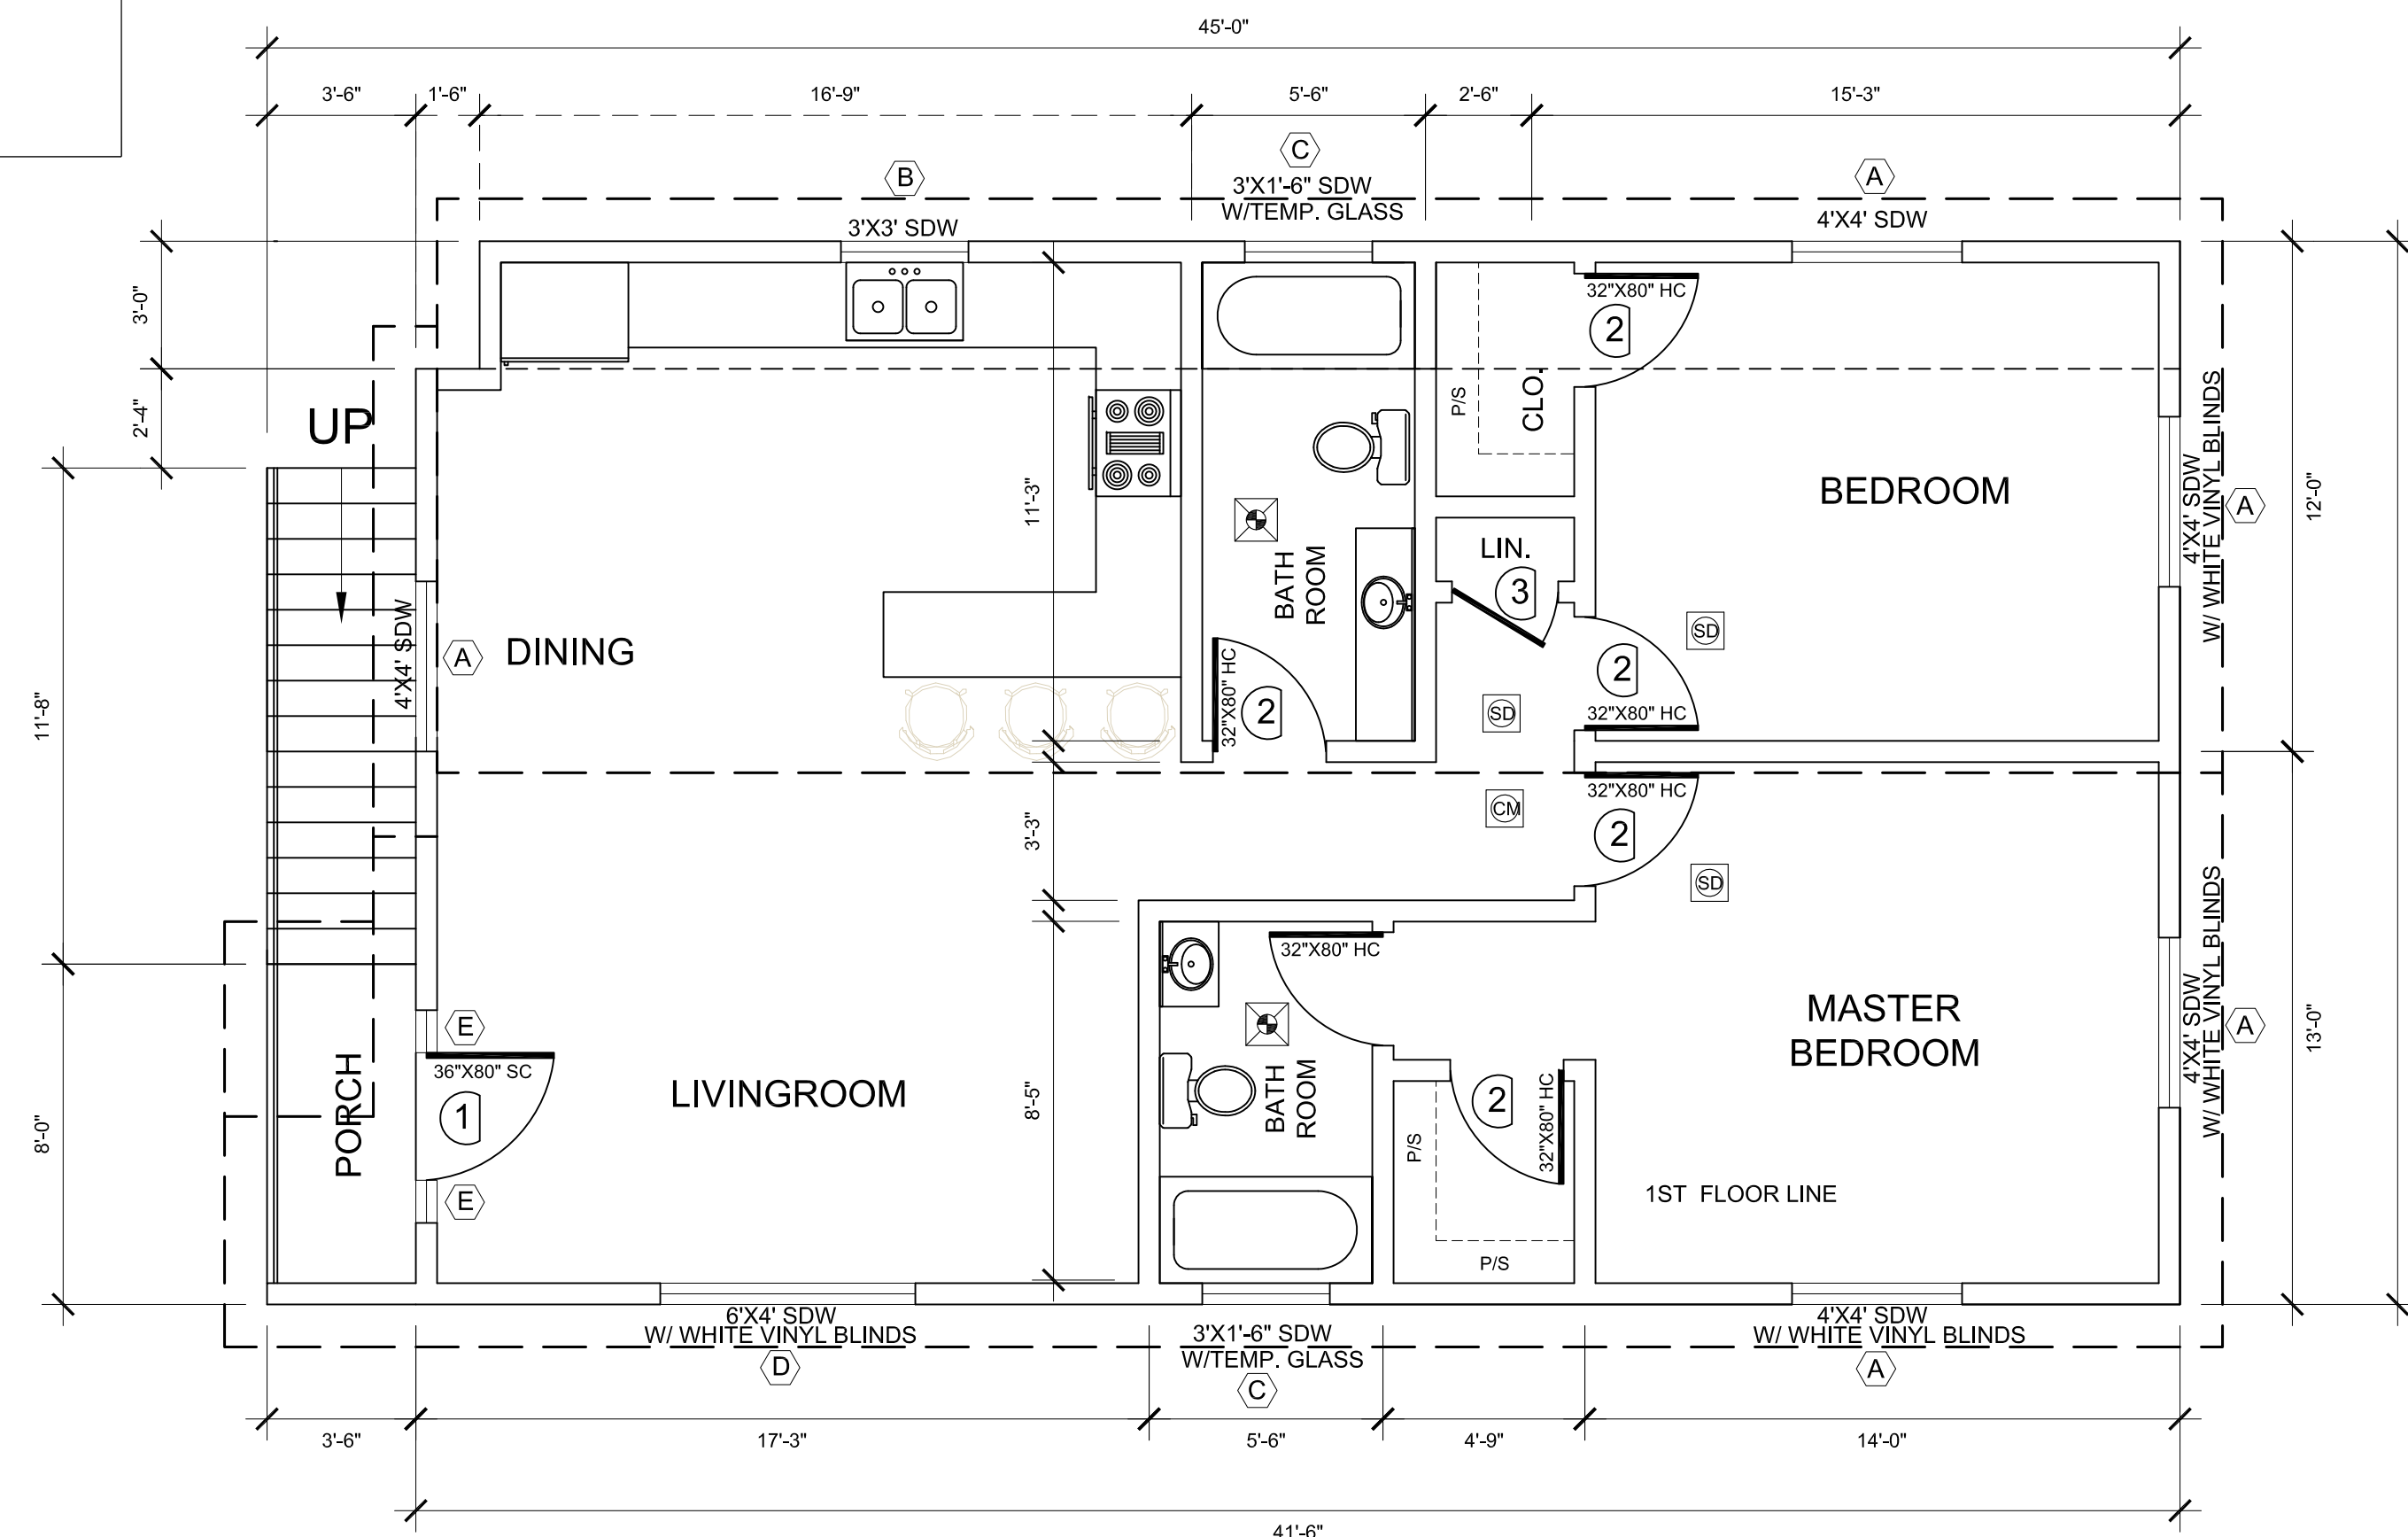 45'-0"
3'-6"
1'-6"
16'-9"
5'-6"
2'-6"
15'-3"
C
B
A
3'X1'-6" SDW
W/TEMP. GLASS
3'X3' SDW
4'X4' SDW
3'-0"
2'-4"
32"X80" HC
2
UP
P/S
CLO.
W/ WHITE VINYL BLINDS
4'X4' SDW
A
12'-0"
11'-3"
BEDROOM
LIN.
3
BATH
ROOM
4'X4' SDW
A
DINING
SD
2
32"X80" HC
32"X80" HC
2
SD
11'-8"
32"X80" HC
2
CM
3'-3"
SD
32"X80" HC
W/ WHITE VINYL BLINDS
4'X4' SDW
A
13'-0"
MASTER
BEDROOM
E
36"X80" SC
1
E
PORCH
LIVINGROOM
8'-0"
8'-5"
BATH
ROOM
2
32"X80" HC
P/S
P/S
1ST FLOOR LINE
6'X4' SDW
W/ WHITE VINYL BLINDS
D
3'X1'-6" SDW
W/TEMP. GLASS
C
4'X4' SDW
W/ WHITE VINYL BLINDS
A
3'-6"
17'-3"
5'-6"
4'-9"
14'-0"
41'-6"